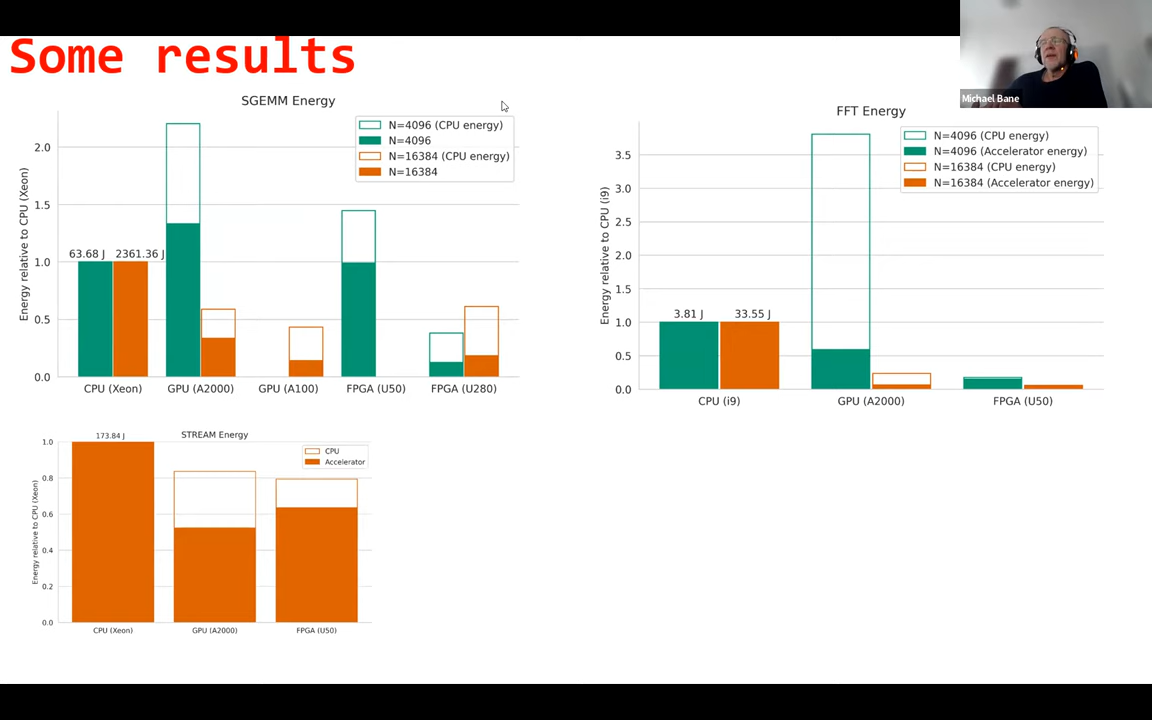 Some results
Michael Bane
SGEMM Energy
N=4096 (CPU energy)
N=4096
N=16384 (CPU energy)
N=16384
Energy relative to CPU (Xeon)
2.0
1.5
1.0
0.5
0.0
63.68 J
2361.36 J
CPU (Xeon)
GPU (A2000)
GPU (A100)
FPGA (U50)
FPGA (U280)
FFT Energy
N=4096 (CPU energy)
N=4096 (Accelerator energy)
N=16384 (CPU energy)
N=16384 (Accelerator energy)
Energy relative to CPU (i9)
3.5
3.0
2.5
2.0
1.5
1.0
0.5
0.0
3.81 J
33.55 J
CPU (i9)
GPU (A2000)
FPGA (U50)
STREAM Energy
CPU
Accelerator
Energy relative to CPU (Xeon)
173.84 J
1.0
0.8
0.6
0.4
0.2
0.0
CPU (Xeon)
GPU (A2000)
FPGA (U50)